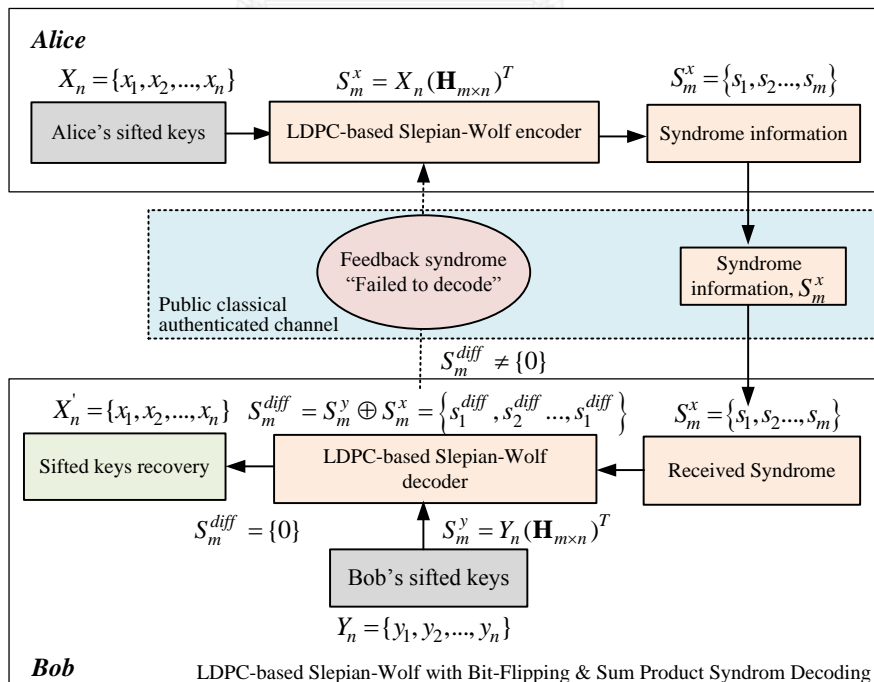 Alice
X_n = {x_1, x_2, ..., x_n}
S_m^x = X_n (H_{m×n})^T
S_m^x = {s_1, s_2 ..., s_m}
Alice's sifted keys
LDPC-based Slepian-Wolf encoder
Syndrome information
Feedback syndrome
“Failed to decode”
Syndrome
information, S_m^x
Public classical
authenticated channel
S_m^{diff} ≠ {0}
X_n^' = {x_1, x_2, ..., x_n}
S_m^{diff} = S_m^y ⊕ S_m^x = {s_1^{diff}, s_2^{diff} ..., s_1^{diff}}
S_m^x = {s_1, s_2 ..., s_m}
Sifted keys recovery
LDPC-based Slepian-Wolf
decoder
Received Syndrome
S_m^{diff} = {0}
S_m^y = Y_n (H_{m×n})^T
Bob's sifted keys
Y_n = {y_1, y_2, ..., y_n}
Bob
LDPC-based Slepian-Wolf with Bit-Flipping & Sum Product Syndrom Decoding